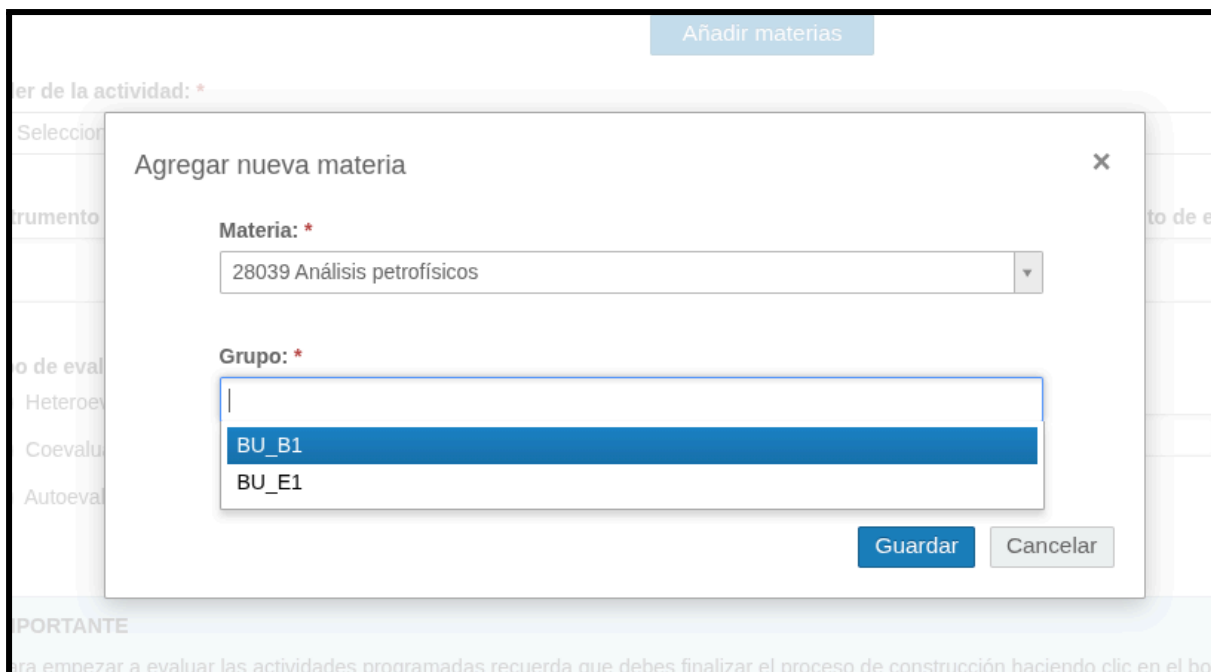 Añadir materias
er de la actividad: *
Seleccion
Agregar nueva materia
×
trumento
to de e
Materia: *
28039 Análisis petrofísicos
Grupo: *
o de eval
Heteroev
BU_B1
Coevalua
BU_E1
Autoeval
Guardar
Cancelar
MPORTANTE
ara empezar a evaluar las actividades programadas recuerda que debes finalizar el proceso de construcción haciendo clic en el bo